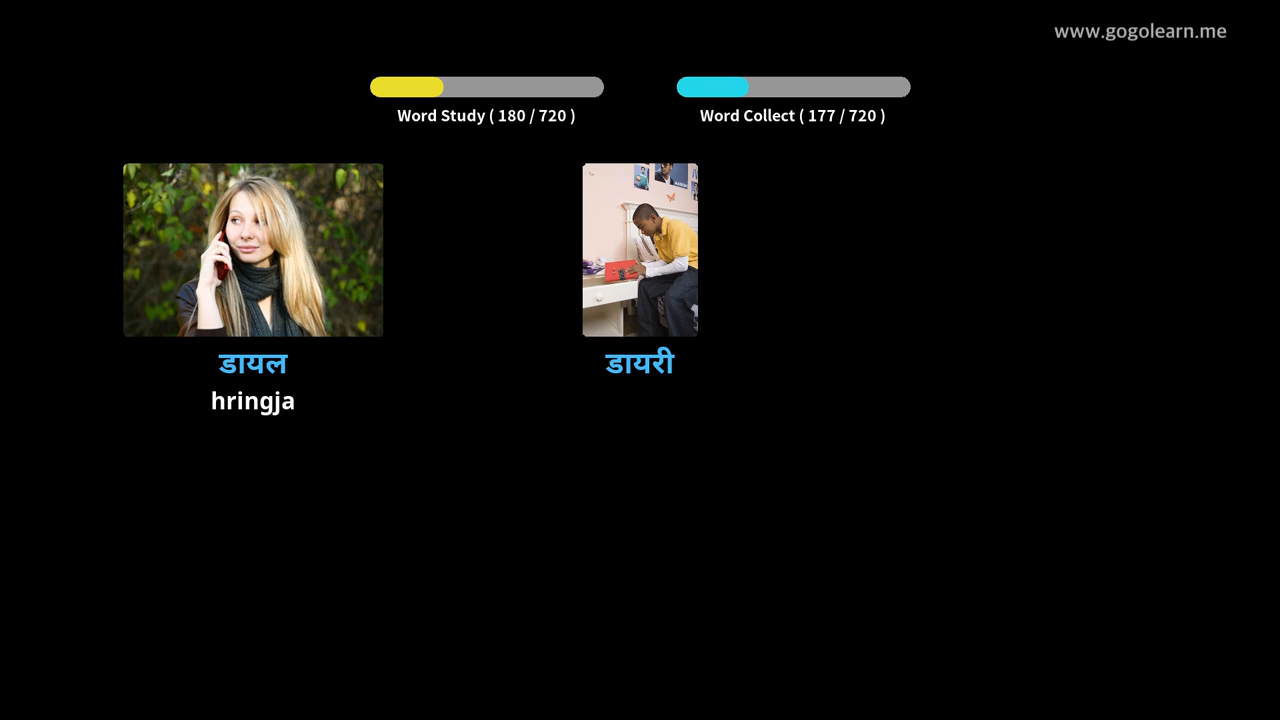 www.gogolearn.me
Word Study ( 180 / 720 )
Word Collect ( 177 / 720 )
डायल
hringja
डायरी